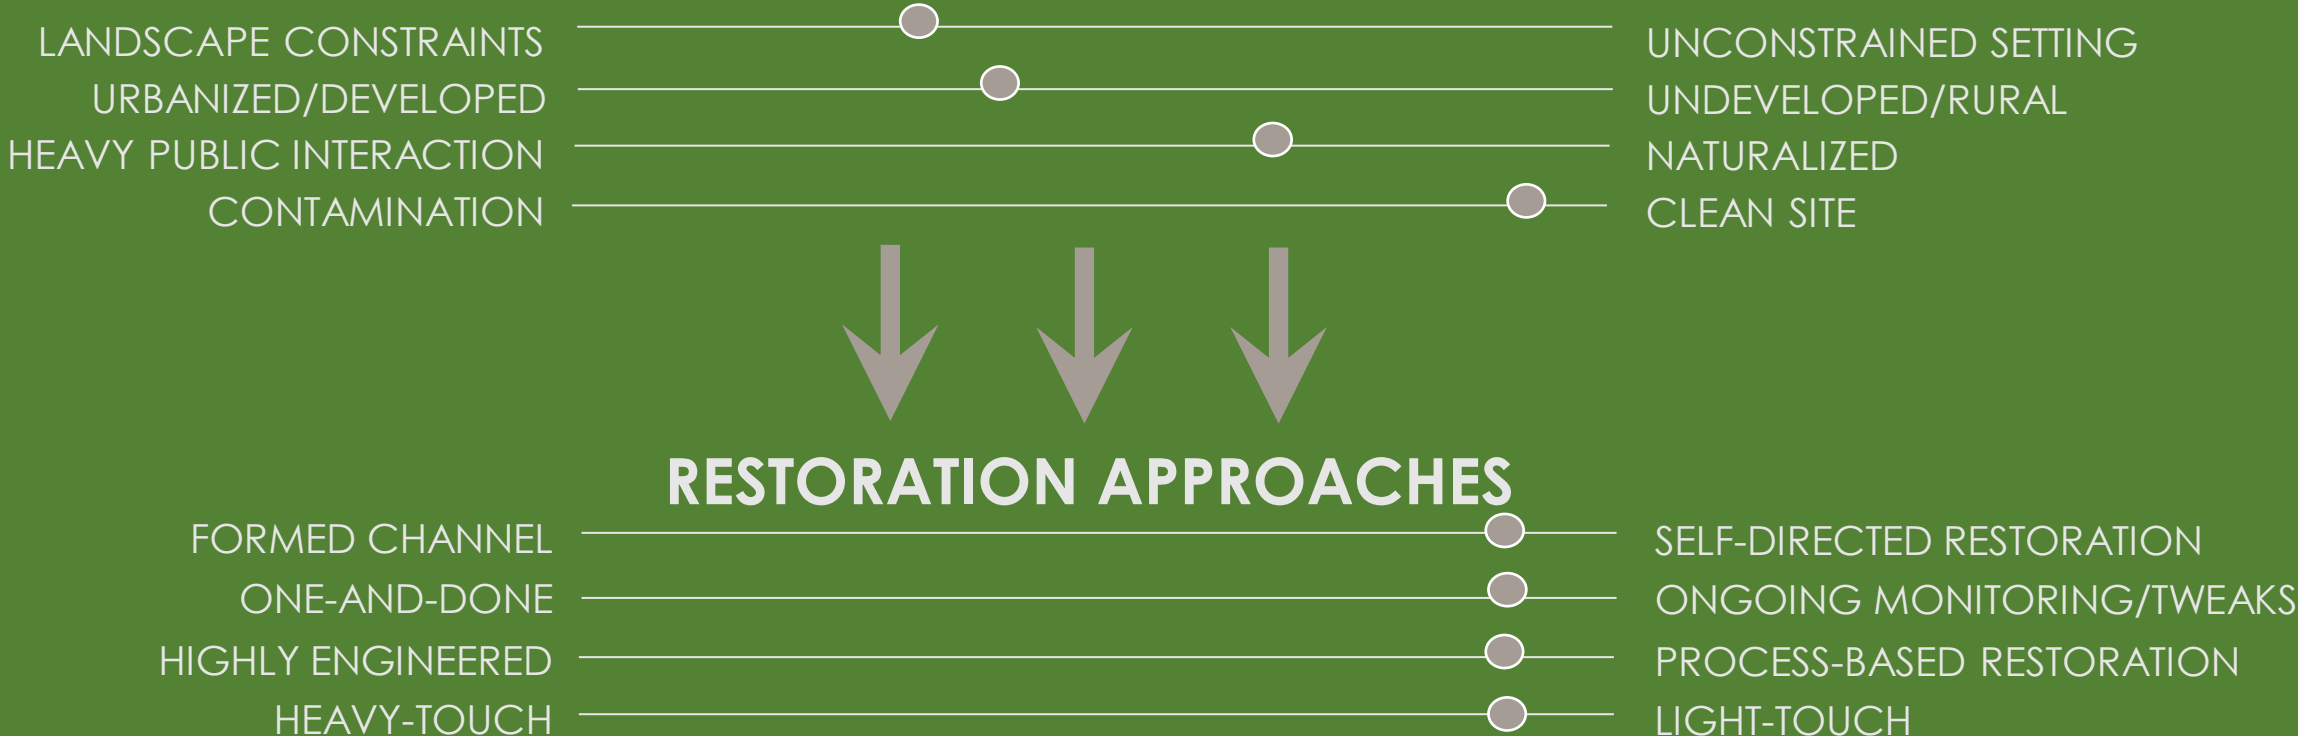 LANDSCAPE CONSTRAINTS UNCONSTRAINED SETTING
URBANIZED/DEVELOPED UNDEVELOPED/RURAL
HEAVY PUBLIC INTERACTION NATURALIZED
CONTAMINATION CLEAN SITE
RESTORATION APPROACHES
FORMED CHANNEL SELF-DIRECTED RESTORATION
ONE-AND-DONE ONGOING MONITORING/TWEAKS
HIGHLY ENGINEERED PROCESS-BASED RESTORATION
HEAVY-TOUCH LIGHT-TOUCH